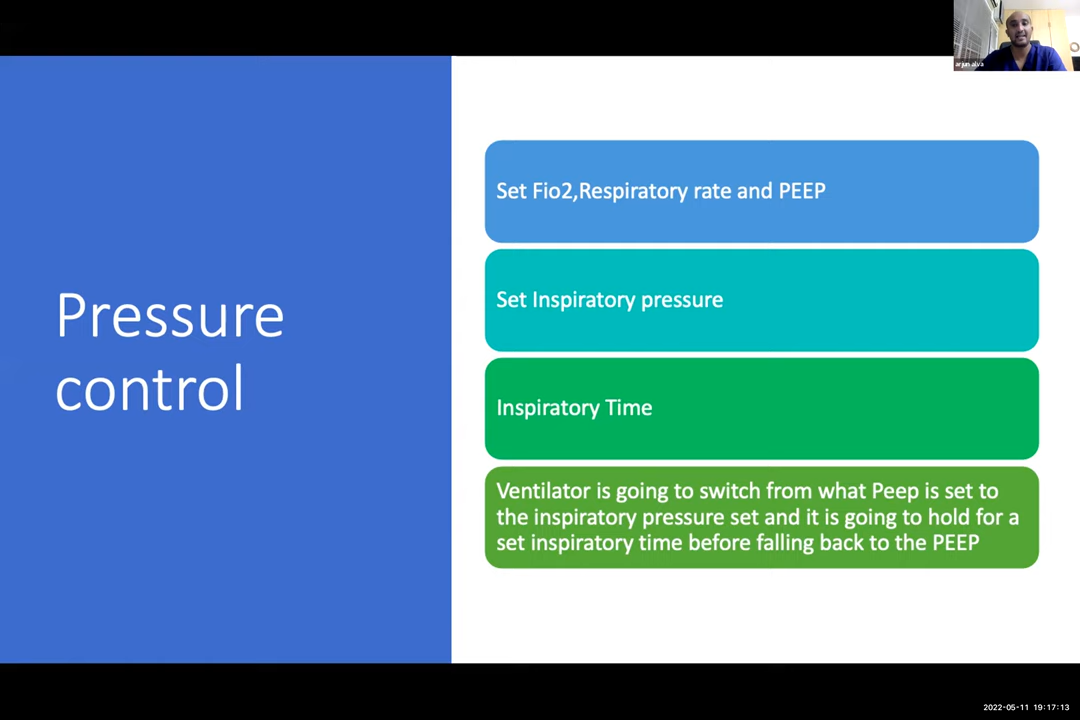 arjun alva
Set Fio2,Respiratory rate and PEEP
Set Inspiratory pressure
Pressure
control
Inspiratory Time
Ventilator is going to switch from what Peep is set to
the inspiratory pressure set and it is going to hold for a
set inspiratory time before falling back to the PEEP
2022-05-11 19:17:13